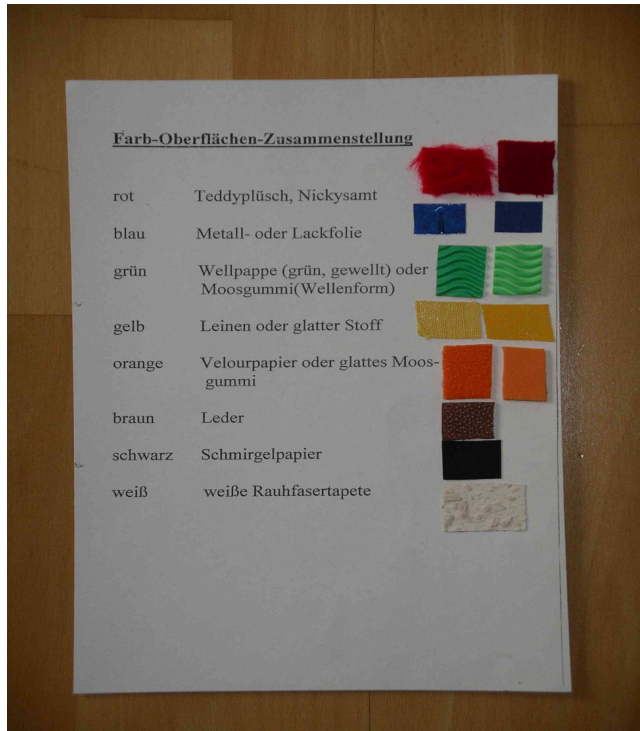 Farb-Oberflächen-Zusammenstellung
rot Teddyplüsch, Nickysamt
blau Metall- oder Lackfolie
grün Wellpappe (grün, gewellt) oder
Moosgummi(Wellenform)
gelb Leinen oder glatter Stoff
orange Velourpapier oder glattes Moos-
gummi
braun Leder
schwarz Schmirgelpapier
weiß weiße Rauhfasertapete